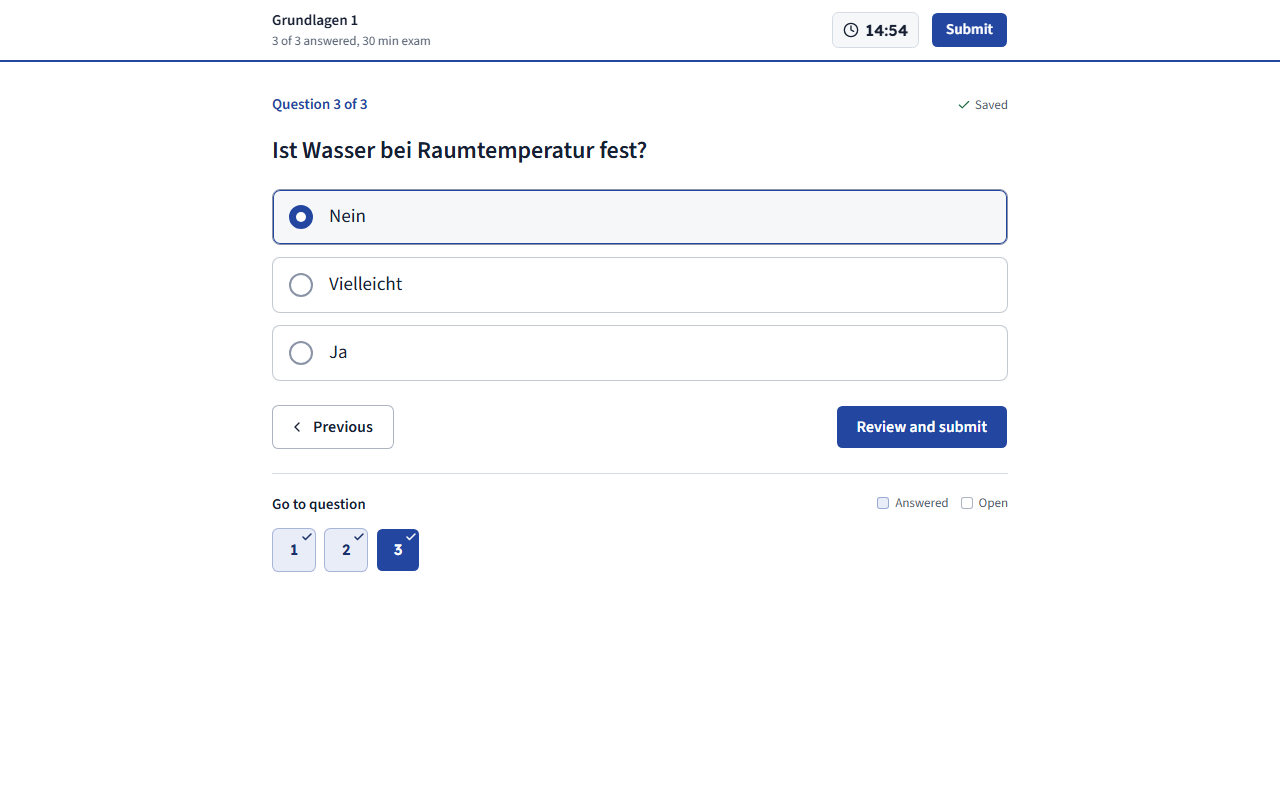 Grundlagen 1
3 of 3 answered, 30 min exam
14:54
Submit
Question 3 of 3
Saved
Ist Wasser bei Raumtemperatur fest?
Nein
Vielleicht
Ja
Previous
Review and submit
Go to question
Answered
Open
1
2
3